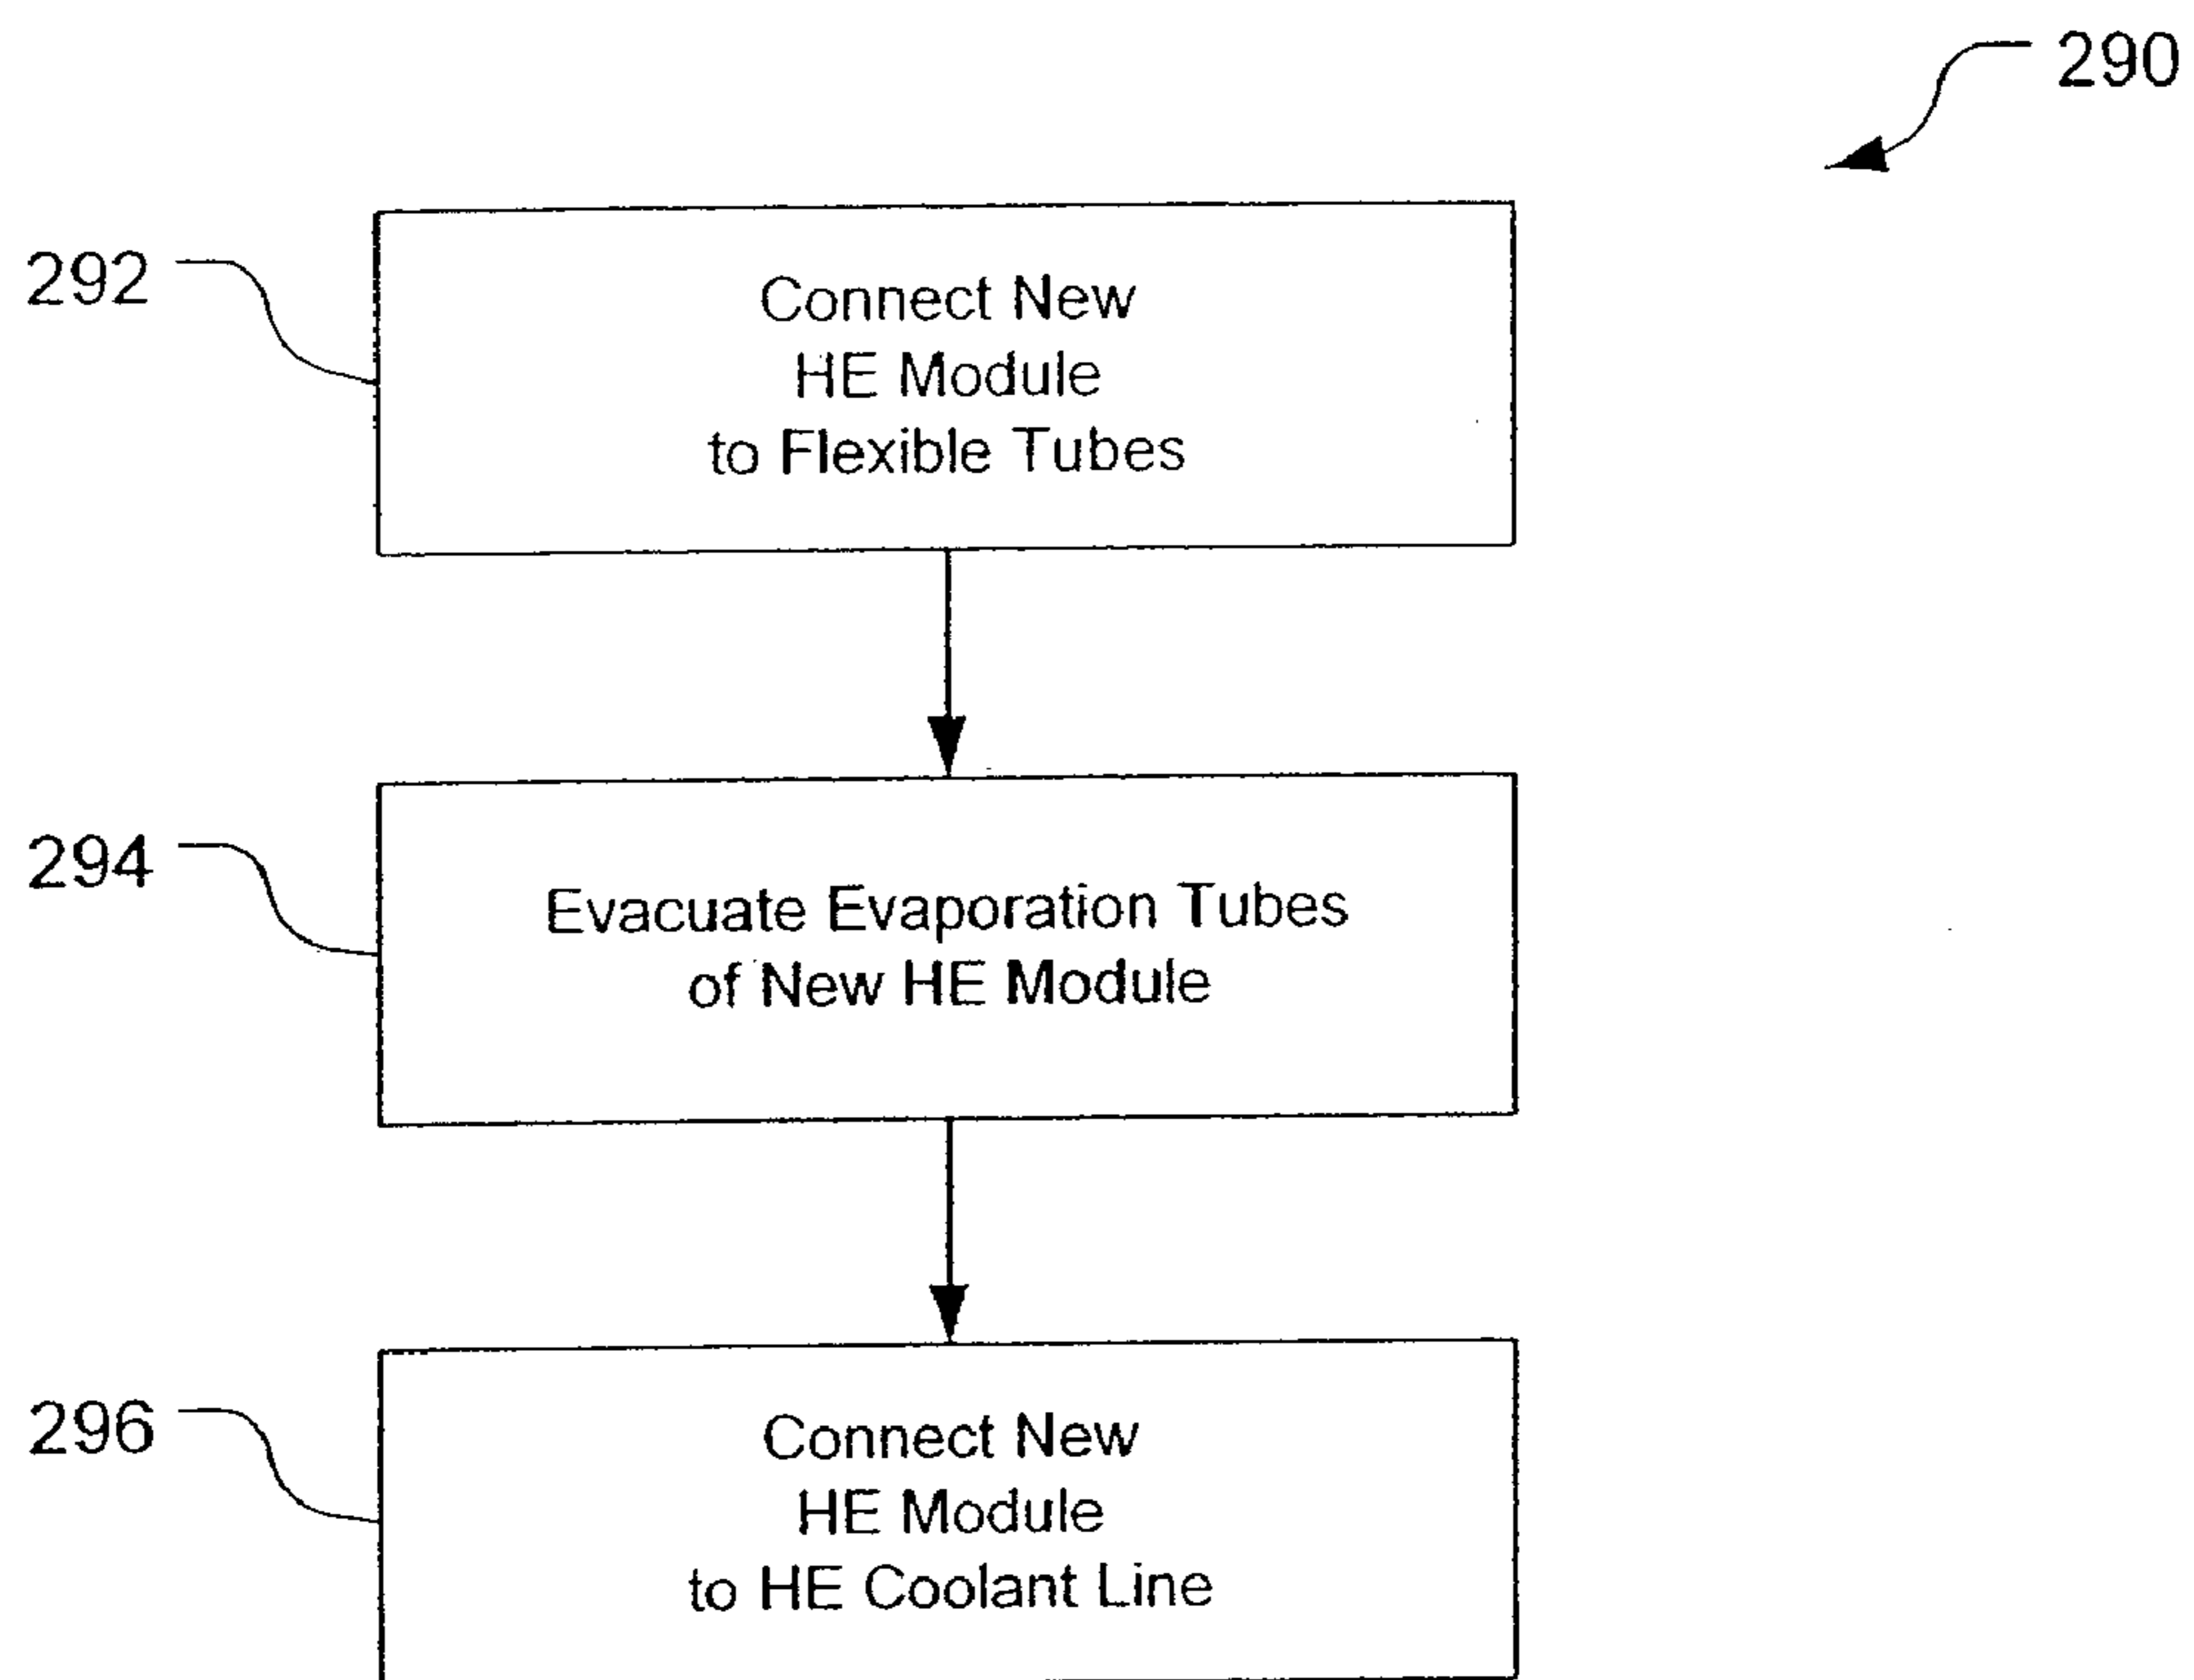 290
292
Connect New
HE Module
to Flexible Tubes
294
Evacuate Evaporation Tubes
of New HE Module
296
Connect New
HE Module
to HE Coolant Line